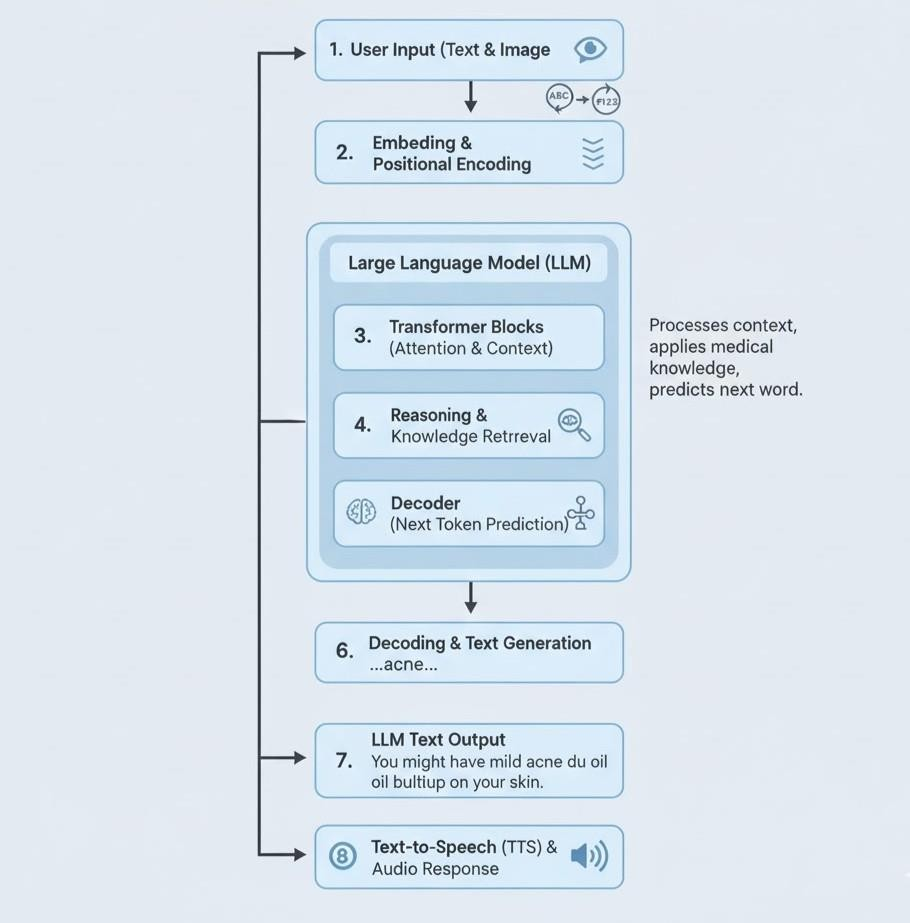 1. User Input (Text & Image
ABC
F123
2. Embeding &
Positional Encoding
Large Language Model (LLM)
3. Transformer Blocks
(Attention & Context)
Processes context,
applies medical
knowledge,
predicts next word.
4. Reasoning &
Knowledge Retrreval
Decoder
(Next Token Prediction)
6. Decoding & Text Generation
...acne...
7. LLM Text Output
You might have mild acne du oil
oil bultiup on your skin.
8 Text-to-Speech (TTS) &
Audio Response